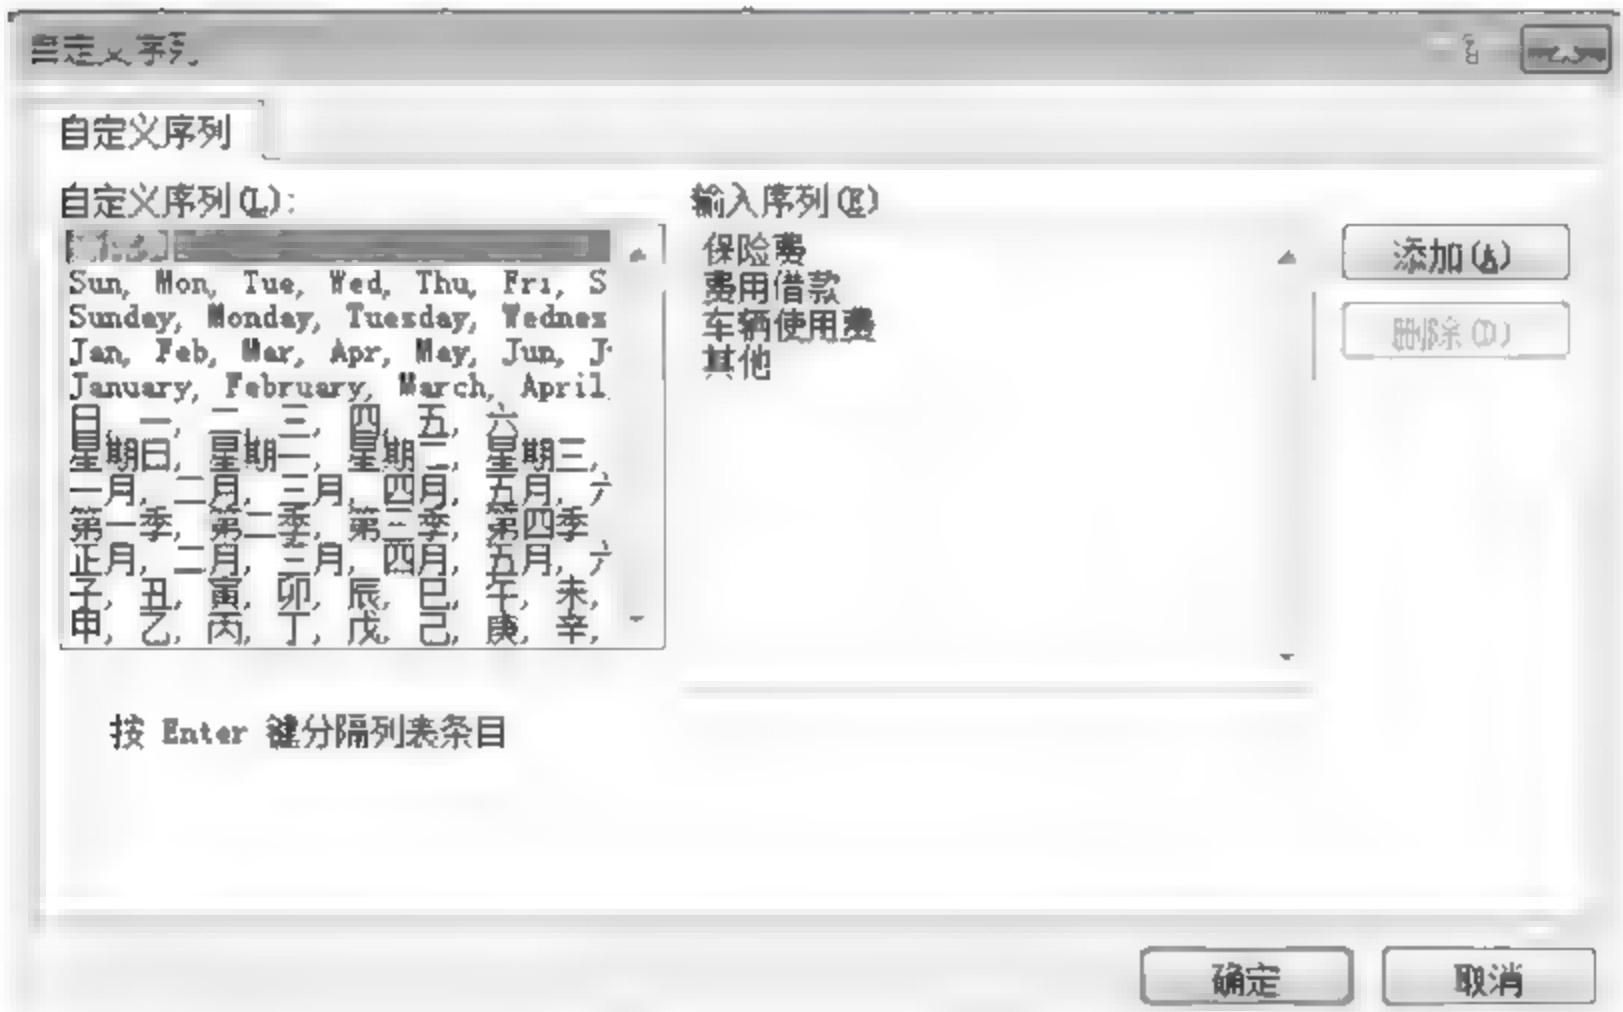 自定义序列
自定义序列
自定义序列(L):
新序列
Sun, Mon, Tue, Wed, Thu, Fri, S
Sunday, Monday, Tuesday, Wednes
Jan, Feb, Mar, Apr, May, Jun, J
January, February, March, April
日, 一, 二, 三, 四, 五, 六
星期日, 星期一, 星期二, 星期三,
一月, 二月, 三月, 四月, 五月, 六
第一季, 第二季, 第三季, 第四季
正月, 二月, 三月, 四月, 五月, 六
子, 丑, 寅, 卯, 辰, 巳, 午, 未,
甲, 乙, 丙, 丁, 戊, 己, 庚, 辛,
输入序列(E)
保险费
费用借款
车辆使用费
其他
添加(A)
删除(D)
按 Enter 键分隔列表条目
确定
取消